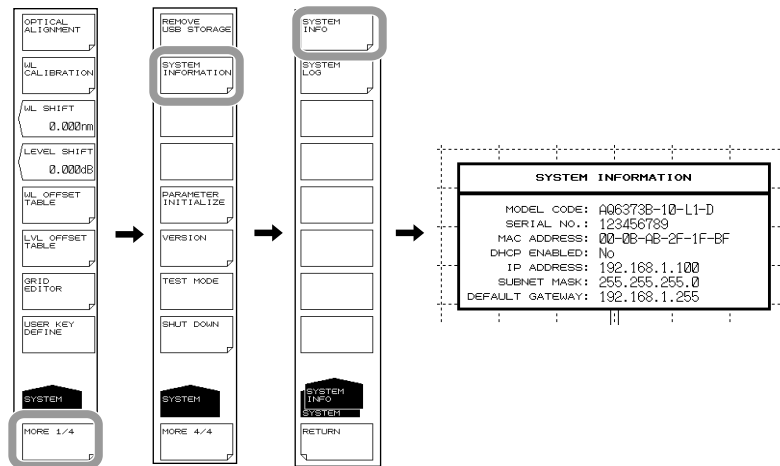 OPTICAL
ALIGNMENT
WL
CALIBRATION
WL SHIFT
0.000nm
LEVEL SHIFT
0.000dB
WL OFFSET
TABLE
LVL OFFSET
TABLE
GRID
EDITOR
USER KEY
DEFINE
SYSTEM
MORE 1/4
REMOVE
USB STORAGE
SYSTEM
INFORMATION
PARAMETER
INITIALIZE
VERSION
TEST MODE
SHUT DOWN
SYSTEM
MORE 4/4
SYSTEM
INFO
SYSTEM
LOG
SYSTEM
INFO
SYSTEM
RETURN
SYSTEM INFORMATION
MODEL CODE: AQ6373B-10-L1-D
SERIAL NO.: 123456789
MAC ADDRESS: 00-0B-AB-2F-1F-BF
DHCP ENABLED: No
IP ADDRESS: 192.168.1.100
SUBNET MASK: 255.255.255.0
DEFAULT GATEWAY: 192.168.1.255